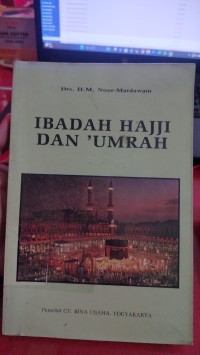 Drs. H.M. Noor Matdawam
IBADAH HAJJI
DAN 'UMRAH
Penerbit CV. BINA USAHA, YOGYAKARTA